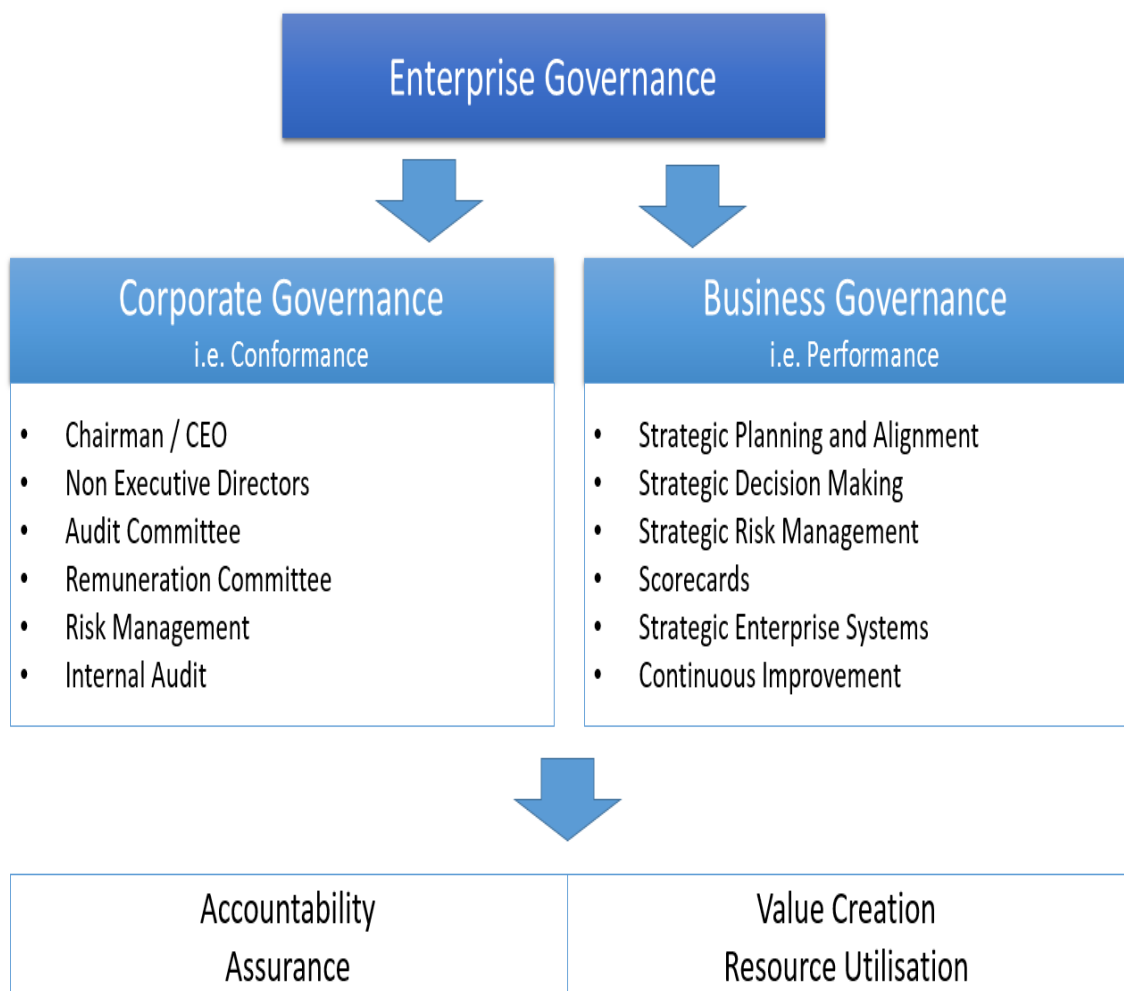 Enterprise Governance
Corporate Governance
i.e. Conformance
• Chairman / CEO
• Non Executive Directors
• Audit Committee
• Remuneration Committee
• Risk Management
• Internal Audit
Business Governance
i.e. Performance
• Strategic Planning and Alignment
• Strategic Decision Making
• Strategic Risk Management
• Scorecards
• Strategic Enterprise Systems
• Continuous Improvement
Accountability
Assurance
Value Creation
Resource Utilisation